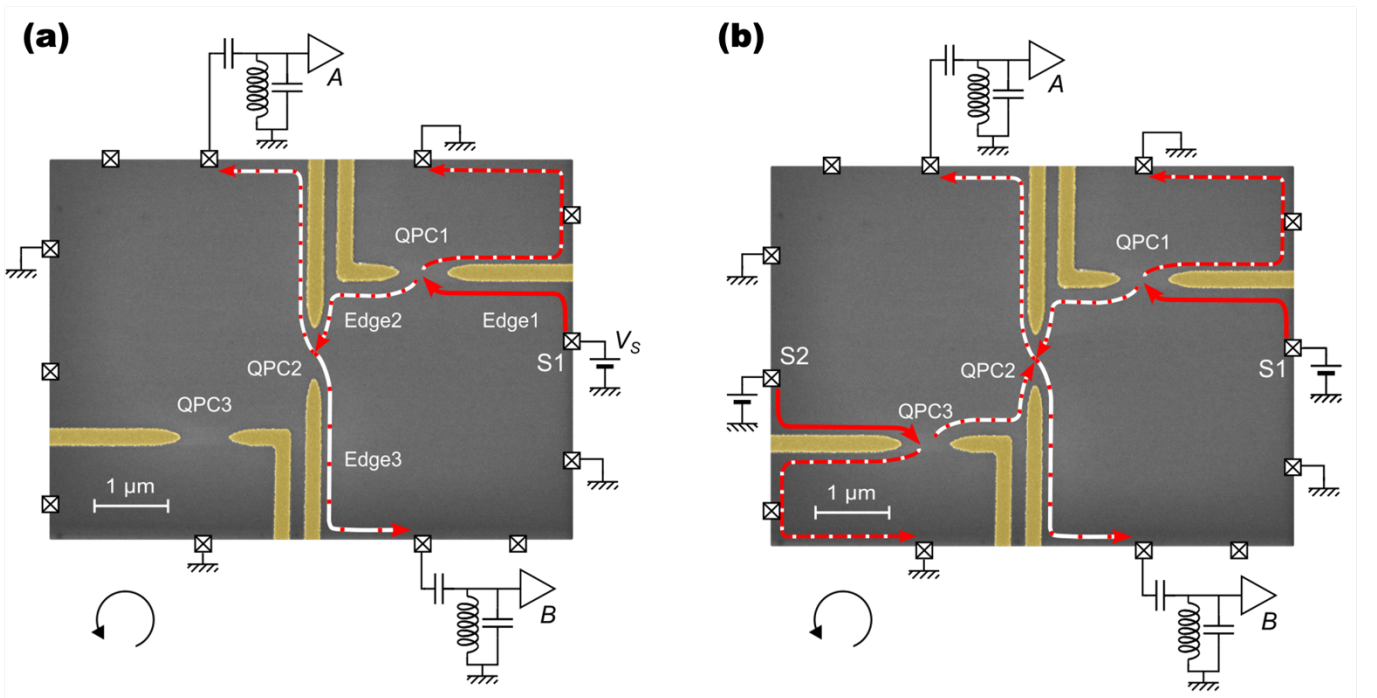 (a)
(b)
A
A
QPC1
QPC1
Edge2
Edge1
V_S
S1
QPC2
QPC3
Edge3
1 μm
B
S2
S1
QPC2
QPC3
1 μm
B